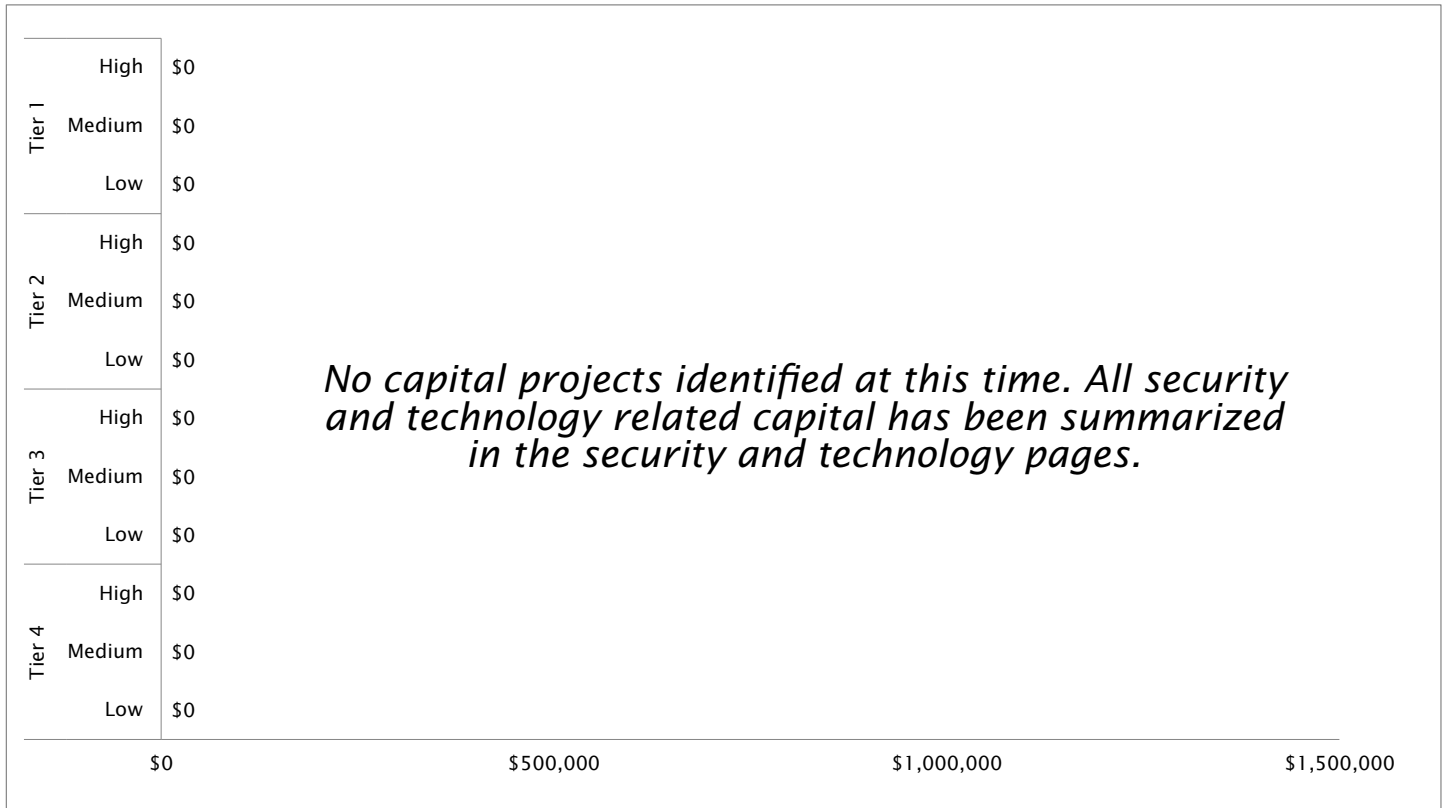 Tier 1
High $0
Medium $0
Low $0
Tier 2
High $0
Medium $0
Low $0
Tier 3
High $0
Medium $0
Low $0
Tier 4
High $0
Medium $0
Low $0
No capital projects identified at this time. All security
and technology related capital has been summarized
in the security and technology pages.
$0 $500,000 $1,000,000 $1,500,000